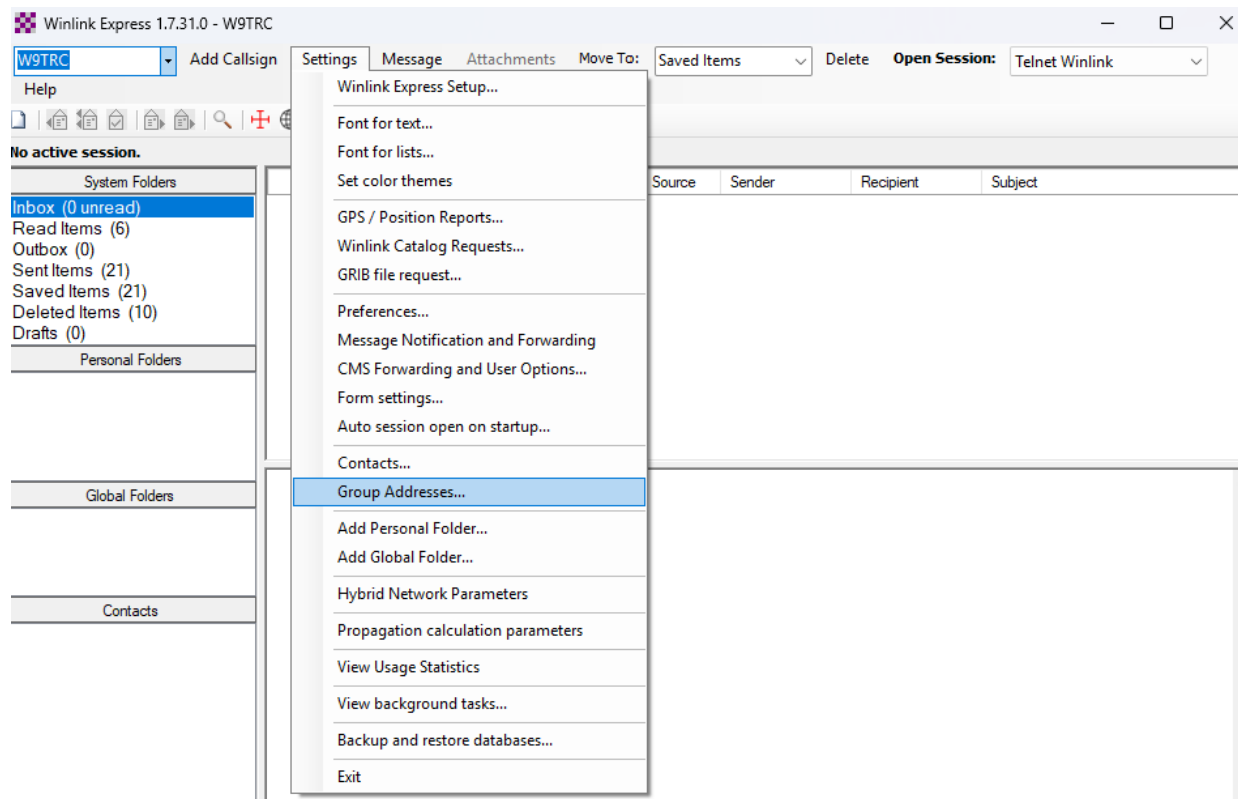 Winlink Express 1.7.31.0 - W9TRC
W9TRC Add Callsign Settings Message Attachments Move To: Saved Items Delete Open Session: Telnet Winlink
Help
No active session.
System Folders
Inbox (0 unread)
Read Items (6)
Outbox (0)
Sent Items (21)
Saved Items (21)
Deleted Items (10)
Drafts (0)
Personal Folders
Global Folders
Contacts
Winlink Express Setup...
Font for text...
Font for lists...
Set color themes
GPS / Position Reports...
Winlink Catalog Requests...
GRIB file request...
Preferences...
Message Notification and Forwarding
CMS Forwarding and User Options...
Form settings...
Auto session open on startup...
Contacts...
Group Addresses...
Add Personal Folder...
Add Global Folder...
Hybrid Network Parameters
Propagation calculation parameters
View Usage Statistics
View background tasks...
Backup and restore databases...
Exit
Source Sender Recipient Subject